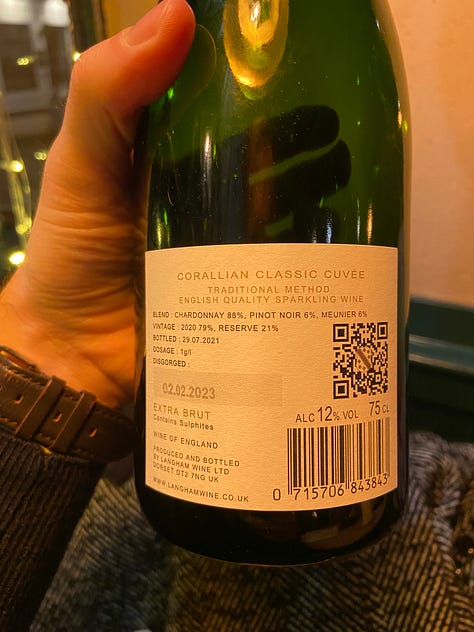 CORALLIAN CLASSIC CUVÉE
TRADITIONAL METHOD
ENGLISH QUALITY SPARKLING WINE
BLEND : CHARDONNAY 88%, PINOT NOIR 6%, MEUNIER 6%
VINTAGE : 2020 79%, RESERVE 21%
BOTTLED : 29.07.2021
DOSAGE : 1g/l
DISGORGED :
02.02.2023
EXTRA BRUT
Contains Sulphites
WINE OF ENGLAND
PRODUCED AND BOTTLED
BY LANGHAM WINE LTD
DORSET DT2 7NG UK
WWW.LANGHAMWINE.CO.UK
ALC 12% VOL 75 CL
0 715706 843843